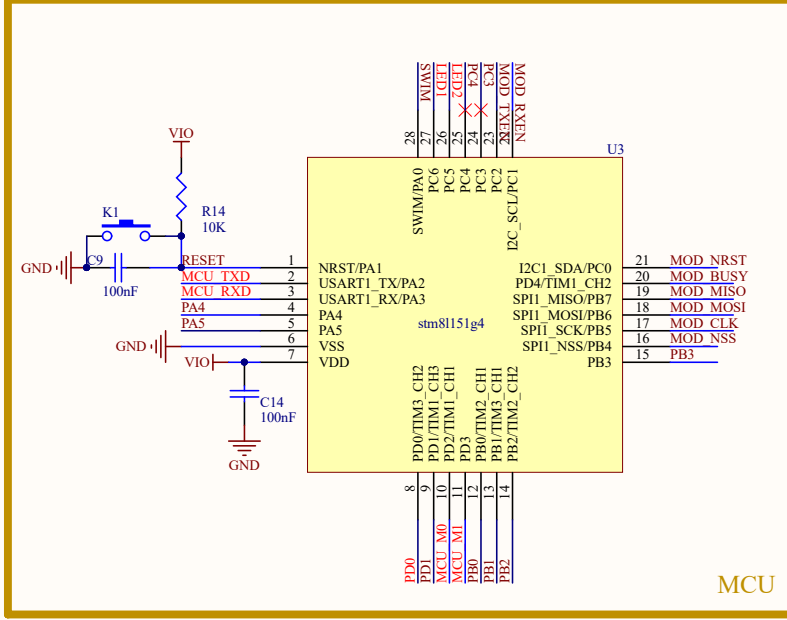 SWIM
LED1
LED2
PC4
PC3
MOD_TXEN
MOD_RXEN
28
27
26
25
24
23
22
U3
SWIM/PA0
PC6
PC5
PC4
PC3
PC2
I2C_SCL/PC1
VIO
R14
10K
K1
C9
100nF
GND
RESET
MCU_TXD
MCU_RXD
PA4
PA5
GND
VIO
1
2
3
4
5
6
7
NRST/PA1
USART1_TX/PA2
USART1_RX/PA3
PA4
PA5
VSS
VDD
stm8l151g4
I2C1_SDA/PC0
PD4/TIM1_CH2
SPI1_MISO/PB7
SPI1_MOSI/PB6
SPI1_SCK/PB5
SPI1_NSS/PB4
PB3
21
20
19
18
17
16
15
MOD_NRST
MOD_BUSY
MOD_MISO
MOD_MOSI
MOD_CLK
MOD_NSS
PB3
C14
100nF
GND
PD0/TIM3_CH2
PD1/TIM1_CH3
PD2/TIM1_CH1
PD3
PB0/TIM2_CH1
PB1/TIM3_CH1
PB2/TIM2_CH2
8
9
10
11
12
13
14
PD0
PD1
MCU_M0
MCU_M1
PB0
PB1
PB2
MCU